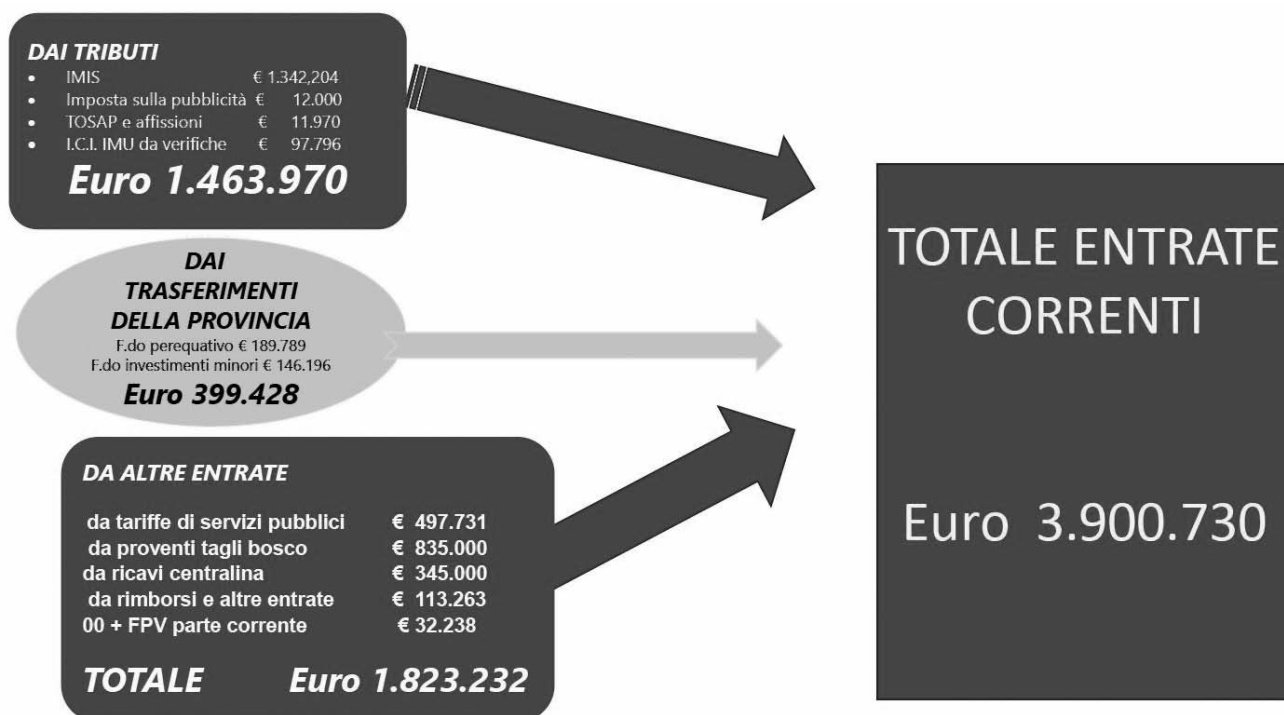 DAI TRIBUTI
• IMIS € 1.342,204
• Imposta sulla pubblicità € 12.000
• TOSAP e affissioni € 11.970
• I.C.I. IMU da verifiche € 97.796
Euro 1.463.970
DAI
TRASFERIMENTI
DELLA PROVINCIA
F.do perequativo € 189.789
F.do investimenti minori € 146.196
Euro 399.428
DA ALTRE ENTRATE
da tariffe di servizi pubblici € 497.731
da proventi tagli bosco € 835.000
da ricavi centralina € 345.000
da rimborsi e altre entrate € 113.263
00 + FPV parte corrente € 32.238
TOTALE Euro 1.823.232
TOTALE ENTRATE
CORRENTI
Euro 3.900.730